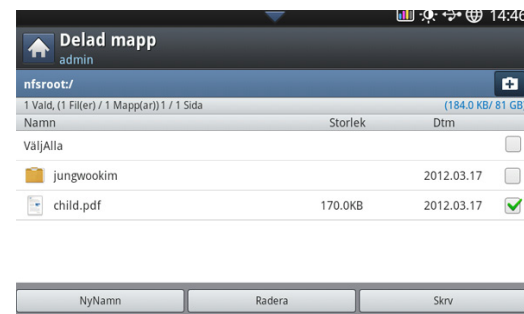 14:46
Delad mapp
admin
nfsroot:/
1 Vald, (1 Fil(er) / 1 Mapp(ar)) 1 / 1 Sida (184.0 KB/ 81 GB)
Namn Storlek Dtm
VäljAlla
jungwookim 2012.03.17
child.pdf 170.0KB 2012.03.17
NyNamn Radera Skrv